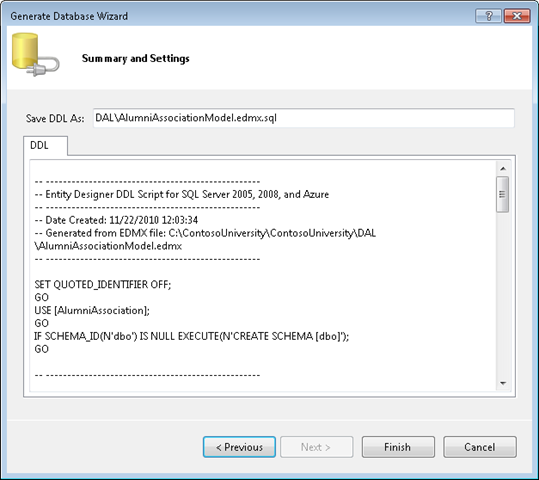 Generate Database Wizard
Summary and Settings
Save DDL As: DAL\AlumniAssociationModel.edmx.sql
DDL
-- --------------------------------------------------
-- Entity Designer DDL Script for SQL Server 2005, 2008, and Azure
-- --------------------------------------------------
-- Date Created: 11/22/2010 12:03:34
-- Generated from EDMX file: C:\ContosoUniversity\ContosoUniversity\DAL
\AlumniAssociationModel.edmx
-- --------------------------------------------------
SET QUOTED_IDENTIFIER OFF;
GO
USE [AlumniAssociation];
GO
IF SCHEMA_ID(N'dbo') IS NULL EXECUTE(N'CREATE SCHEMA [dbo]');
GO
-- --------------------------------------------------
< Previous Next > Finish Cancel